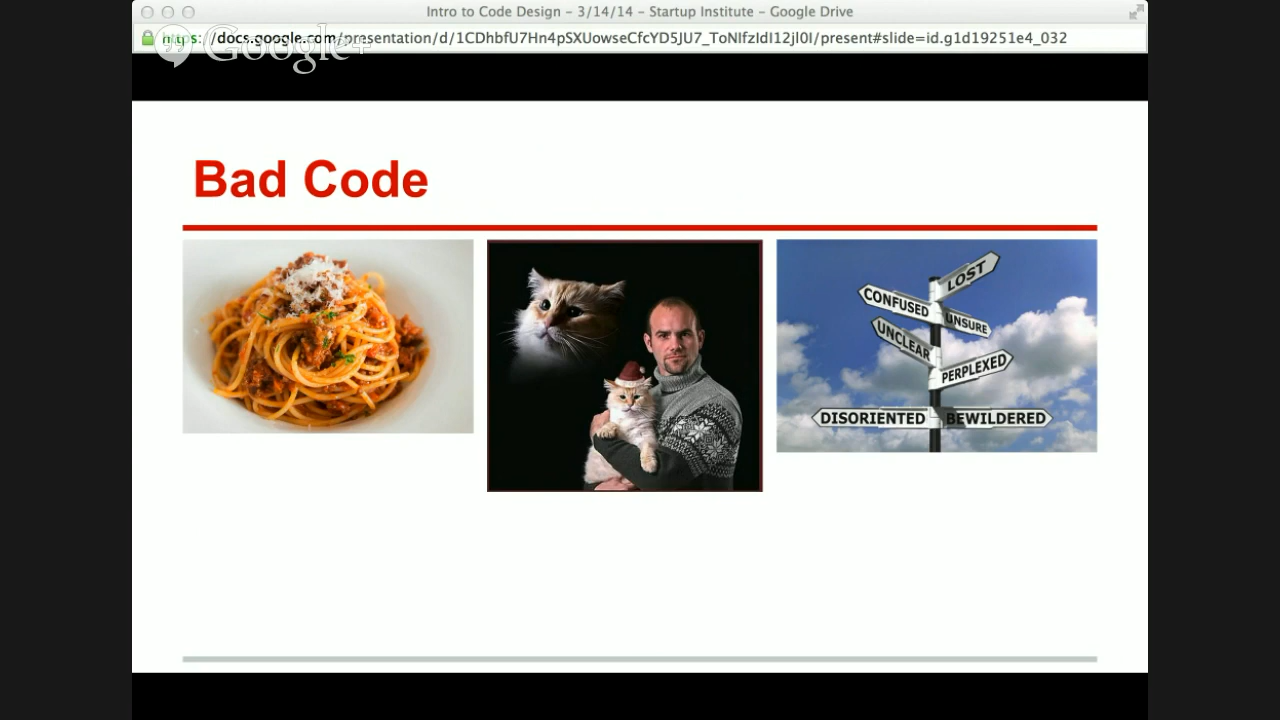 Intro to Code Design – 3/14/14 – Startup Institute – Google Drive
https://docs.google.com/presentation/d/1CDhbfU7Hn4pSXUowseCfcYD5JU7_ToNIfzIdI12jI0I/present#slide=id.g1d19251e4_032
Google+
Bad Code
LOST
CONFUSED
UNSURE
UNCLEAR
PERPLEXED
DISORIENTED
BEWILDERED